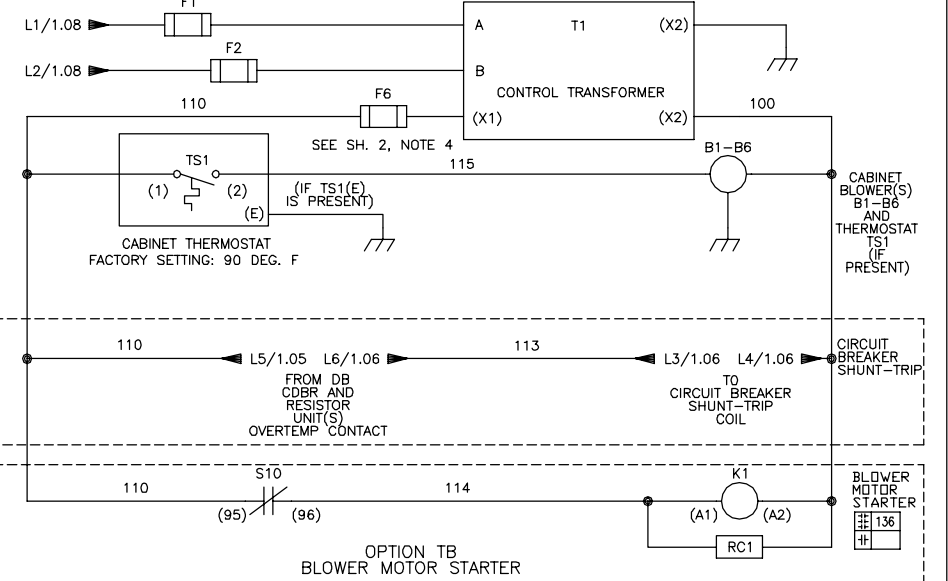 F1
L1/1.08
A
T1
(X2)
F2
L2/1.08
B
CONTROL TRANSFORMER
110
F6
(X1)
(X2)
100
SEE SH. 2, NOTE 4
B1-B6
TS1
115
(1)
(2)
(IF TS1(E)
IS PRESENT)
(E)
CABINET THERMOSTAT
FACTORY SETTING: 90 DEG. F
CABINET
BLOWER(S)
B1-B6
AND
THERMOSTAT
TS1
(IF
PRESENT)
110
L5/1.05
L6/1.06
113
L3/1.06
L4/1.06
CIRCUIT
BREAKER
SHUNT-TRIP
FROM DB
CDBR AND
RESISTOR
UNIT(S)
OVERTEMP CONTACT
TO
CIRCUIT BREAKER
SHUNT-TRIP
COIL
110
S10
114
K1
(95)
(96)
(A1)
(A2)
BLOWER
MOTOR
STARTER
136
RC1
OPTION TB
BLOWER MOTOR STARTER